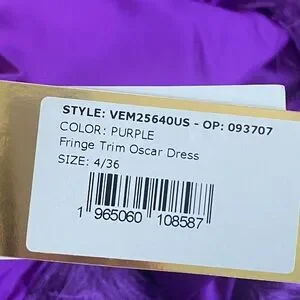 STYLE: VEM25640US - OP: 093707
COLOR: PURPLE
Fringe Trim Oscar Dress
SIZE: 4/36
1 965060 108587